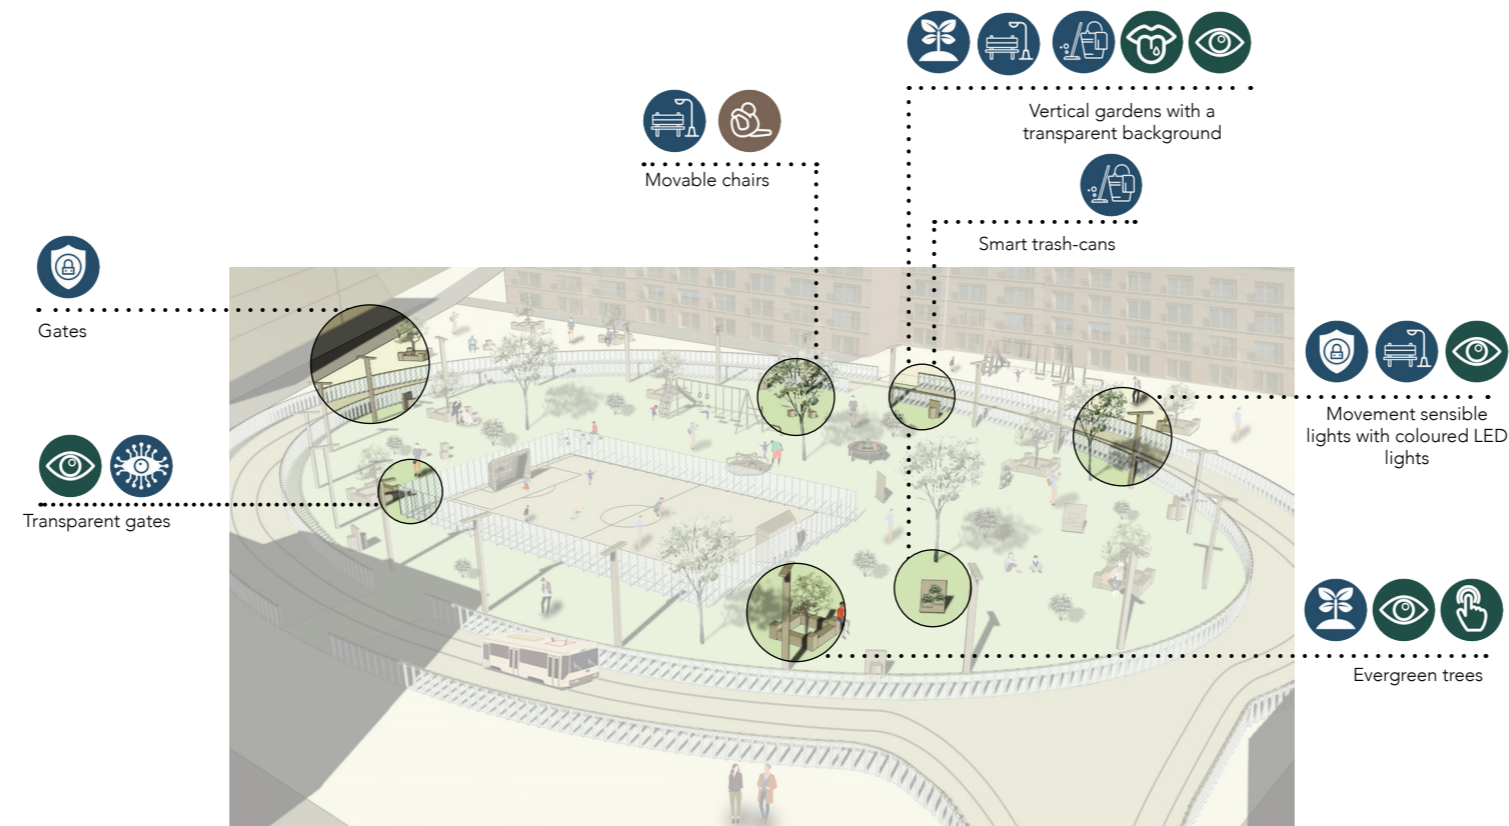 Vertical gardens with a
transparent background
Movable chairs
Smart trash-cans
Gates
Movement sensible
lights with coloured LED
lights
Transparent gates
Evergreen trees